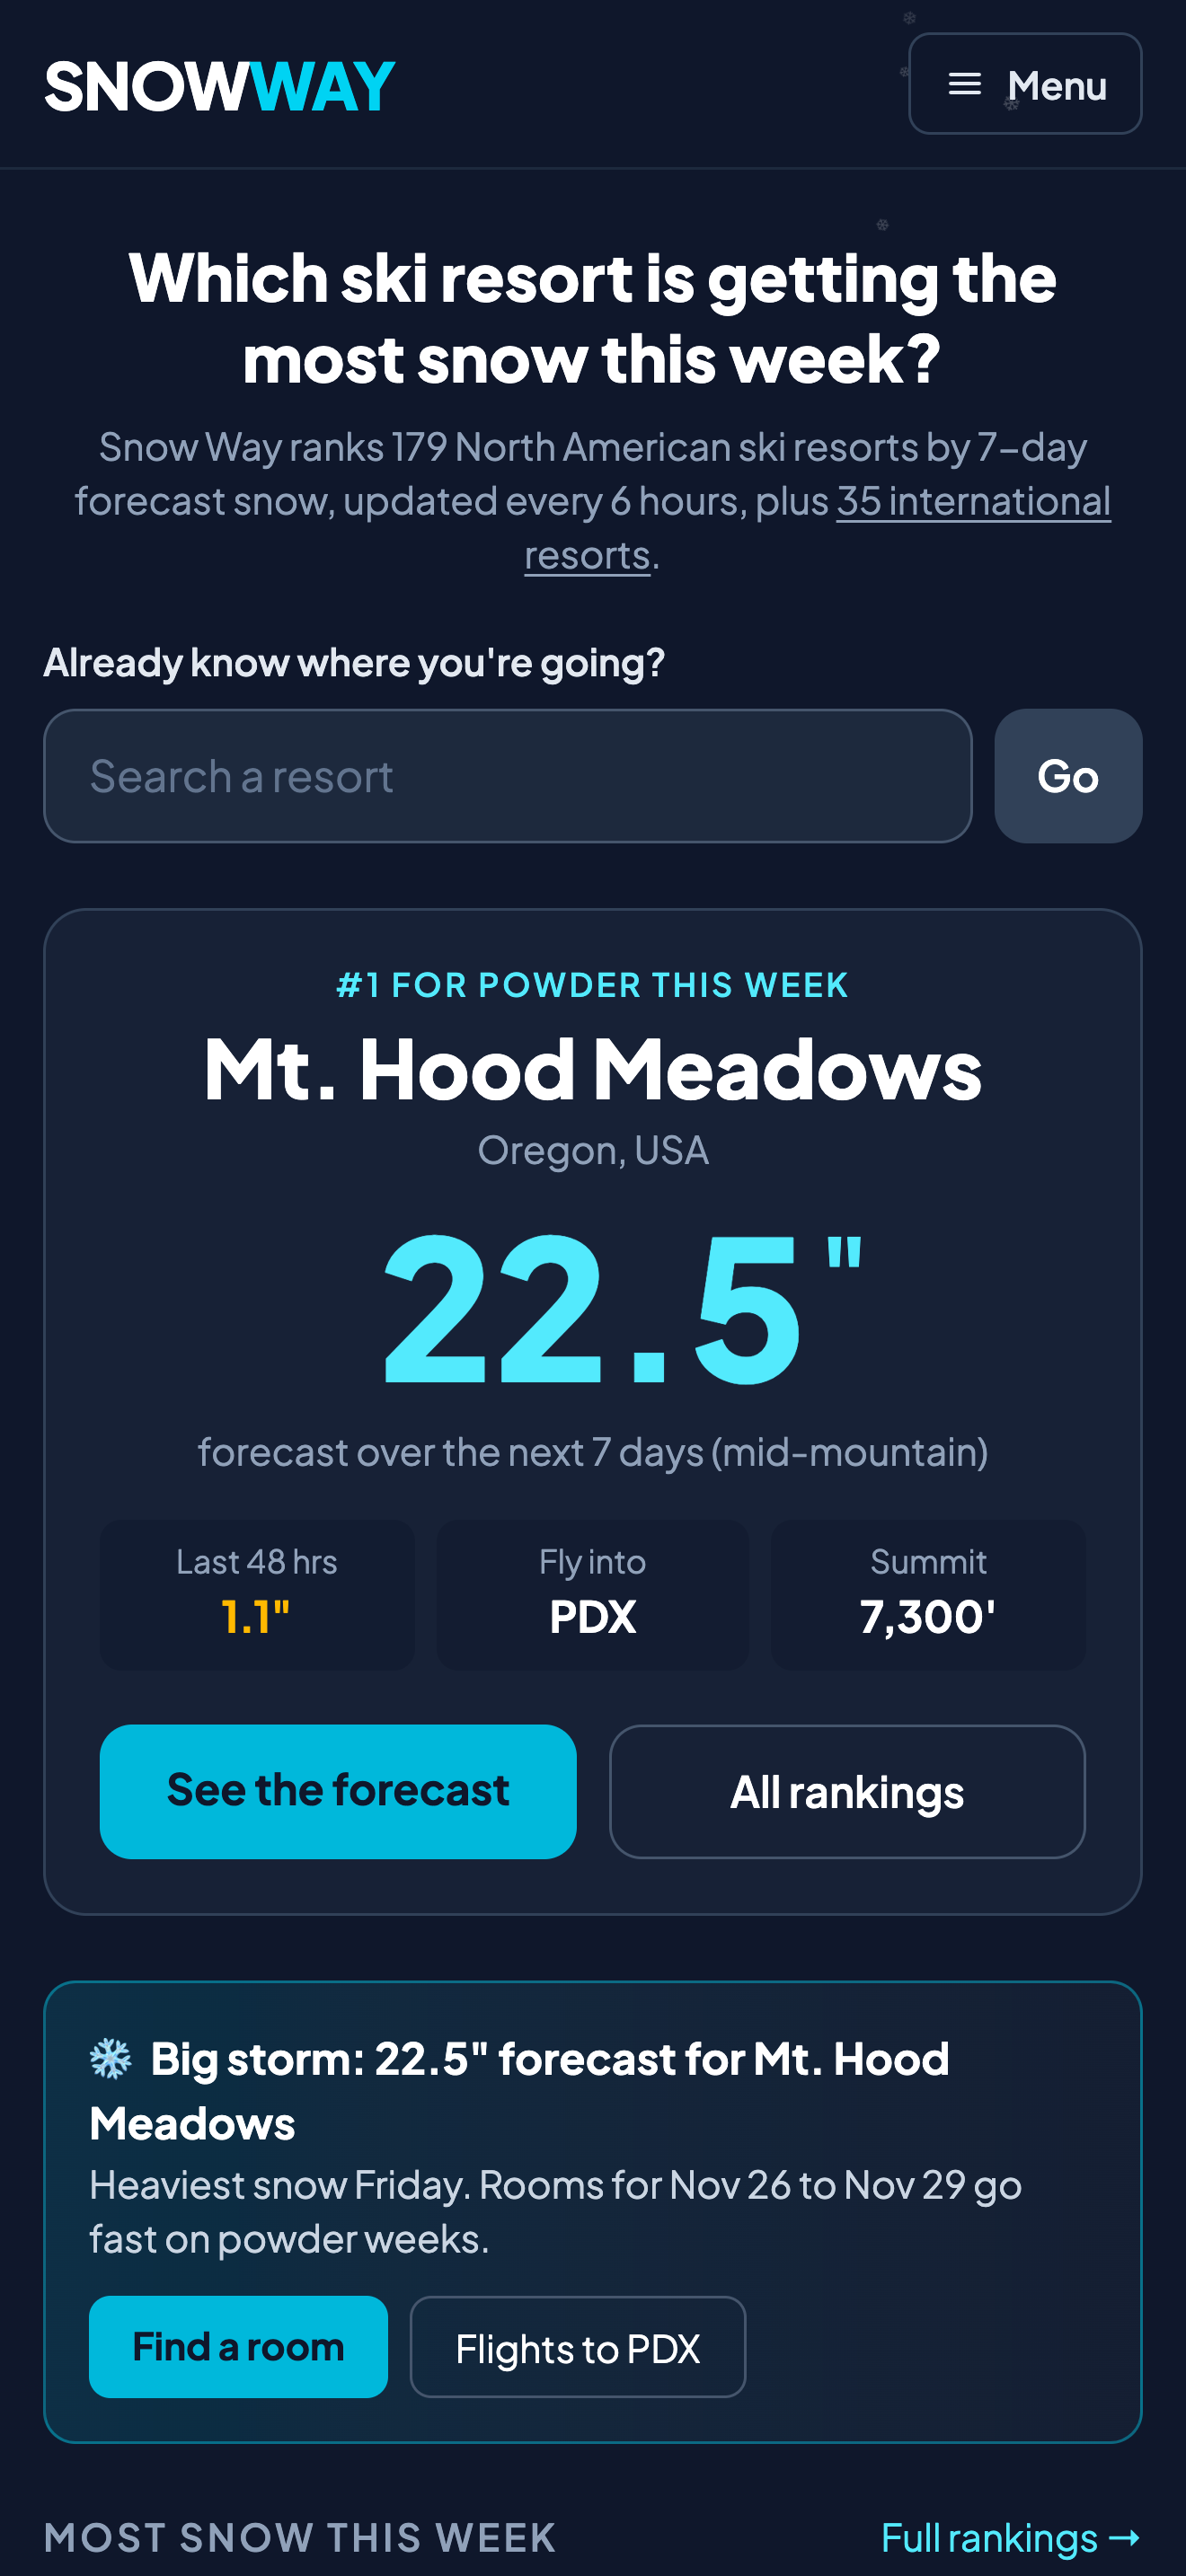 SNOWWAY
Menu
Which ski resort is getting the
most snow this week?
Snow Way ranks 179 North American ski resorts by 7-day
forecast snow, updated every 6 hours, plus 35 international
resorts.
Already know where you're going?
Search a resort
Go
#1 FOR POWDER THIS WEEK
Mt. Hood Meadows
Oregon, USA
22.5"
forecast over the next 7 days (mid-mountain)
Last 48 hrs
1.1"
Fly into
PDX
Summit
7,300'
See the forecast
All rankings
Big storm: 22.5" forecast for Mt. Hood
Meadows
Heaviest snow Friday. Rooms for Nov 26 to Nov 29 go
fast on powder weeks.
Find a room
Flights to PDX
MOST SNOW THIS WEEK
Full rankings →